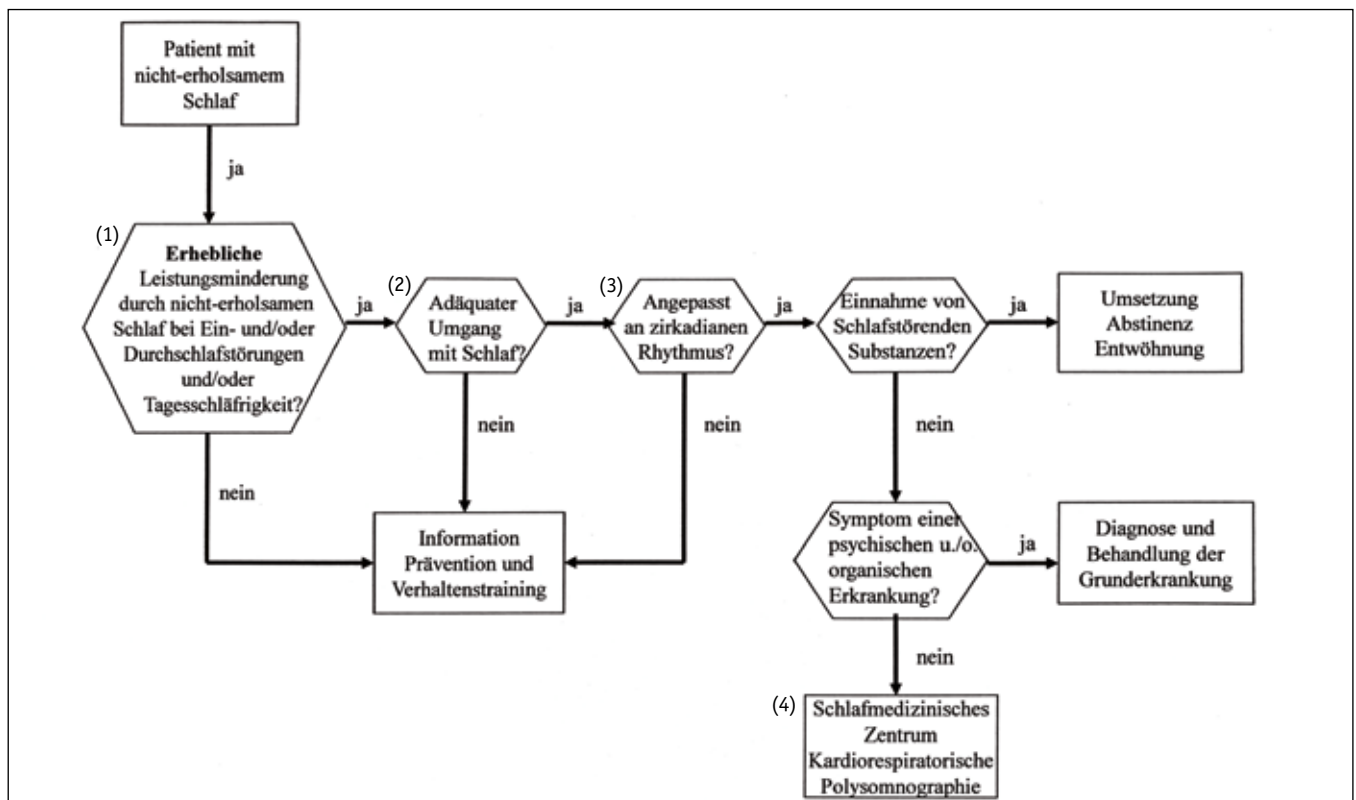 Patient mit
nicht-erholsamem
Schlaf
ja
(1)
Erhebliche
Leistungsminderung
durch nicht-erholsamen
Schlaf bei Ein- und/oder
Durchschlafstörungen
und/oder
Tagesschläfrigkeit?
ja
(2)
Adäquater
Umgang
mit Schlaf?
ja
(3)
Angepasst
an zirkadianen
Rhythmus?
ja
Einnahme von
Schlafstörenden
Substanzen?
ja
Umsetzung
Abstinenz
Entwöhnung
nein
nein
nein
nein
Information
Prävention und
Verhaltenstraining
Symptom einer
psychischen u./o.
organischen
Erkrankung?
ja
Diagnose und
Behandlung der
Grunderkrankung
nein
(4)
Schlafmedizinisches
Zentrum
Kardiorespiratorische
Polysomnographie